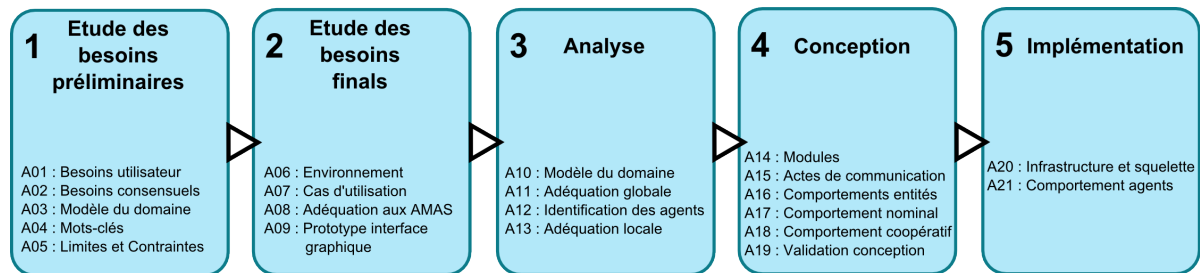 1
Etude des
besoins
préliminaires
A01 : Besoins utilisateur
A02 : Besoins consensuels
A03 : Modèle du domaine
A04 : Mots-clés
A05 : Limites et Contraintes
2
Etude des
besoins
finals
A06 : Environnement
A07 : Cas d'utilisation
A08 : Adéquation aux AMAS
A09 : Prototype interface
graphique
3 Analyse
A10 : Modèle du domaine
A11 : Adéquation globale
A12 : Identification des agents
A13 : Adéquation locale
4 Conception
A14 : Modules
A15 : Actes de communication
A16 : Comportements entités
A17 : Comportement nominal
A18 : Comportement coopératif
A19 : Validation conception
5 Implémentation
A20 : Infrastructure et squelette
A21 : Comportement agents